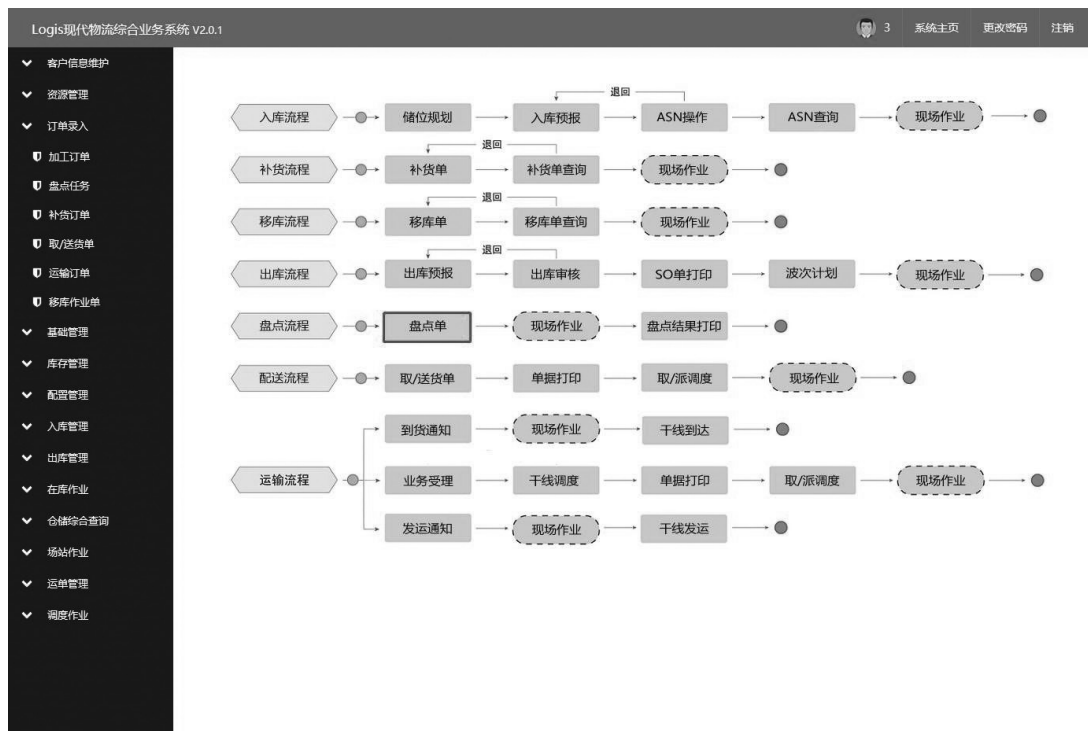 Logis现代物流综合业务系统 V2.0.1
3 系统主页 更改密码 注销
客户信息维护
资源管理
订单录入
加工订单
盘点任务
补货订单
取/送货单
运输订单
移库作业单
基础管理
库存管理
配置管理
入库管理
出库管理
在库作业
仓储综合查询
场站作业
运单管理
调度作业
退回
入库流程 储位规划 入库预报 ASN操作 ASN查询 现场作业
退回
补货流程 补货单 补货单查询 现场作业
退回
移库流程 移库单 移库单查询 现场作业
退回
出库流程 出库预报 出库审核 SO单打印 波次计划 现场作业
盘点流程 盘点单 现场作业 盘点结果打印
配送流程 取/送货单 单据打印 取/派调度 现场作业
到货通知 现场作业 干线到达
运输流程 业务受理 干线调度 单据打印 取/派调度 现场作业
发运通知 现场作业 干线发运